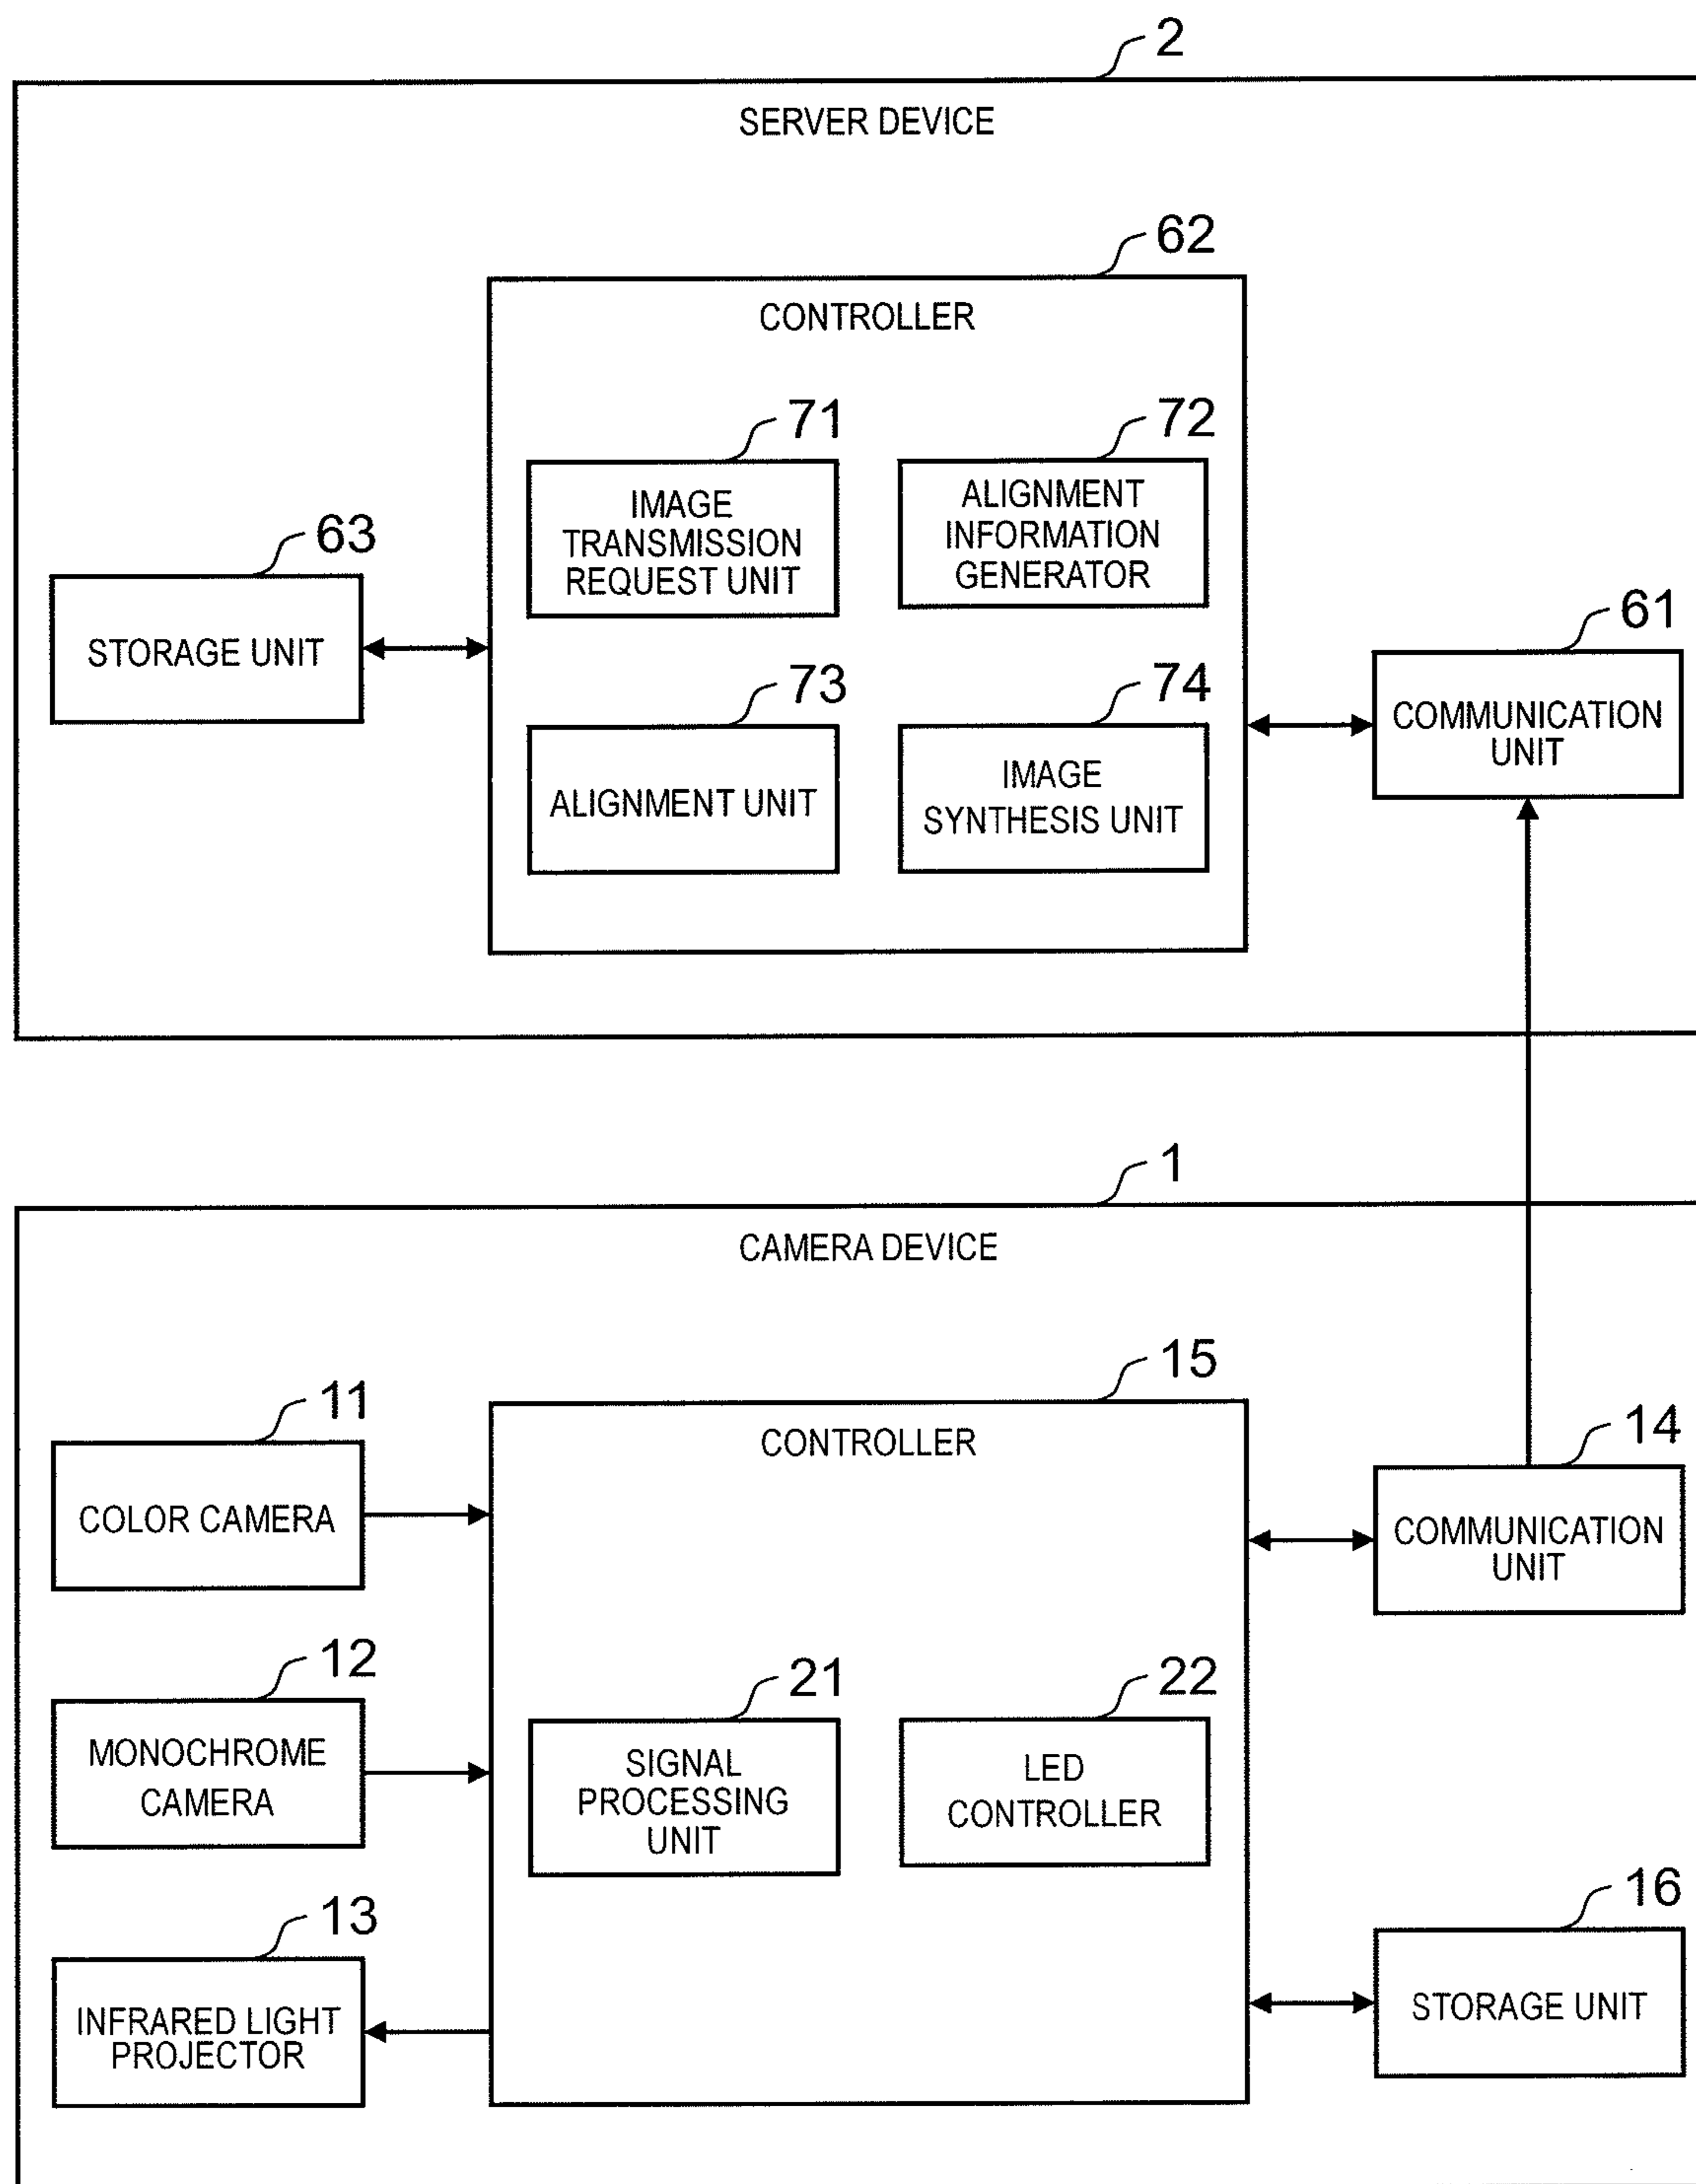 2
SERVER DEVICE
62
CONTROLLER
71
IMAGE
TRANSMISSION
REQUEST UNIT
72
ALIGNMENT
INFORMATION
GENERATOR
63
STORAGE UNIT
61
COMMUNICATION
UNIT
73
ALIGNMENT UNIT
74
IMAGE
SYNTHESIS UNIT
1
CAMERA DEVICE
15
CONTROLLER
11
COLOR CAMERA
14
COMMUNICATION
UNIT
12
MONOCHROME
CAMERA
21
SIGNAL
PROCESSING
UNIT
22
LED
CONTROLLER
13
INFRARED LIGHT
PROJECTOR
16
STORAGE UNIT